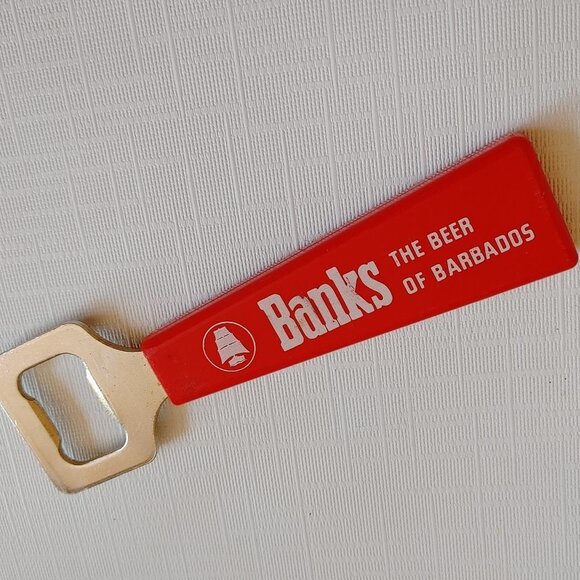 Banks
THE BEER
OF BARBADOS